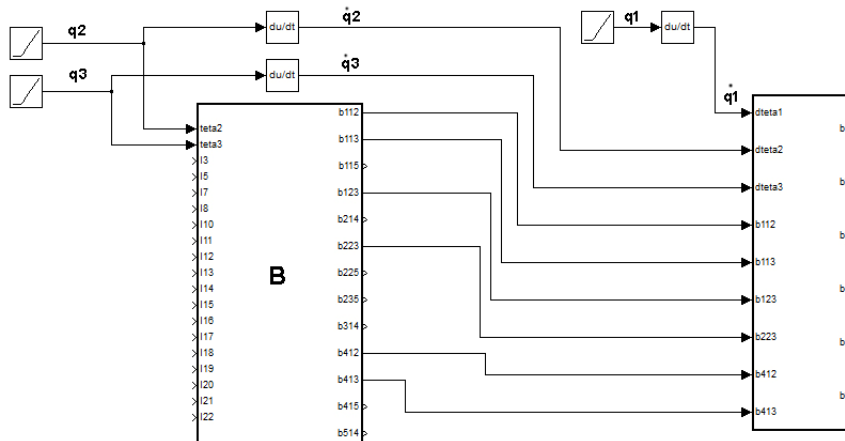 q2
du/dt
q̇2
q1
du/dt
q3
du/dt
q̇3
q̇1
teta2
teta3
I3
I5
I7
I8
I10
I11
I12
I13
I14
I15
I16
I17
I18
I19
I20
I21
I22
B
b112
b113
b115
b123
b214
b223
b225
b235
b314
b412
b413
b415
b514
dteta1
dteta2
dteta3
b112
b113
b123
b223
b412
b413
b
b
b
b
b
b